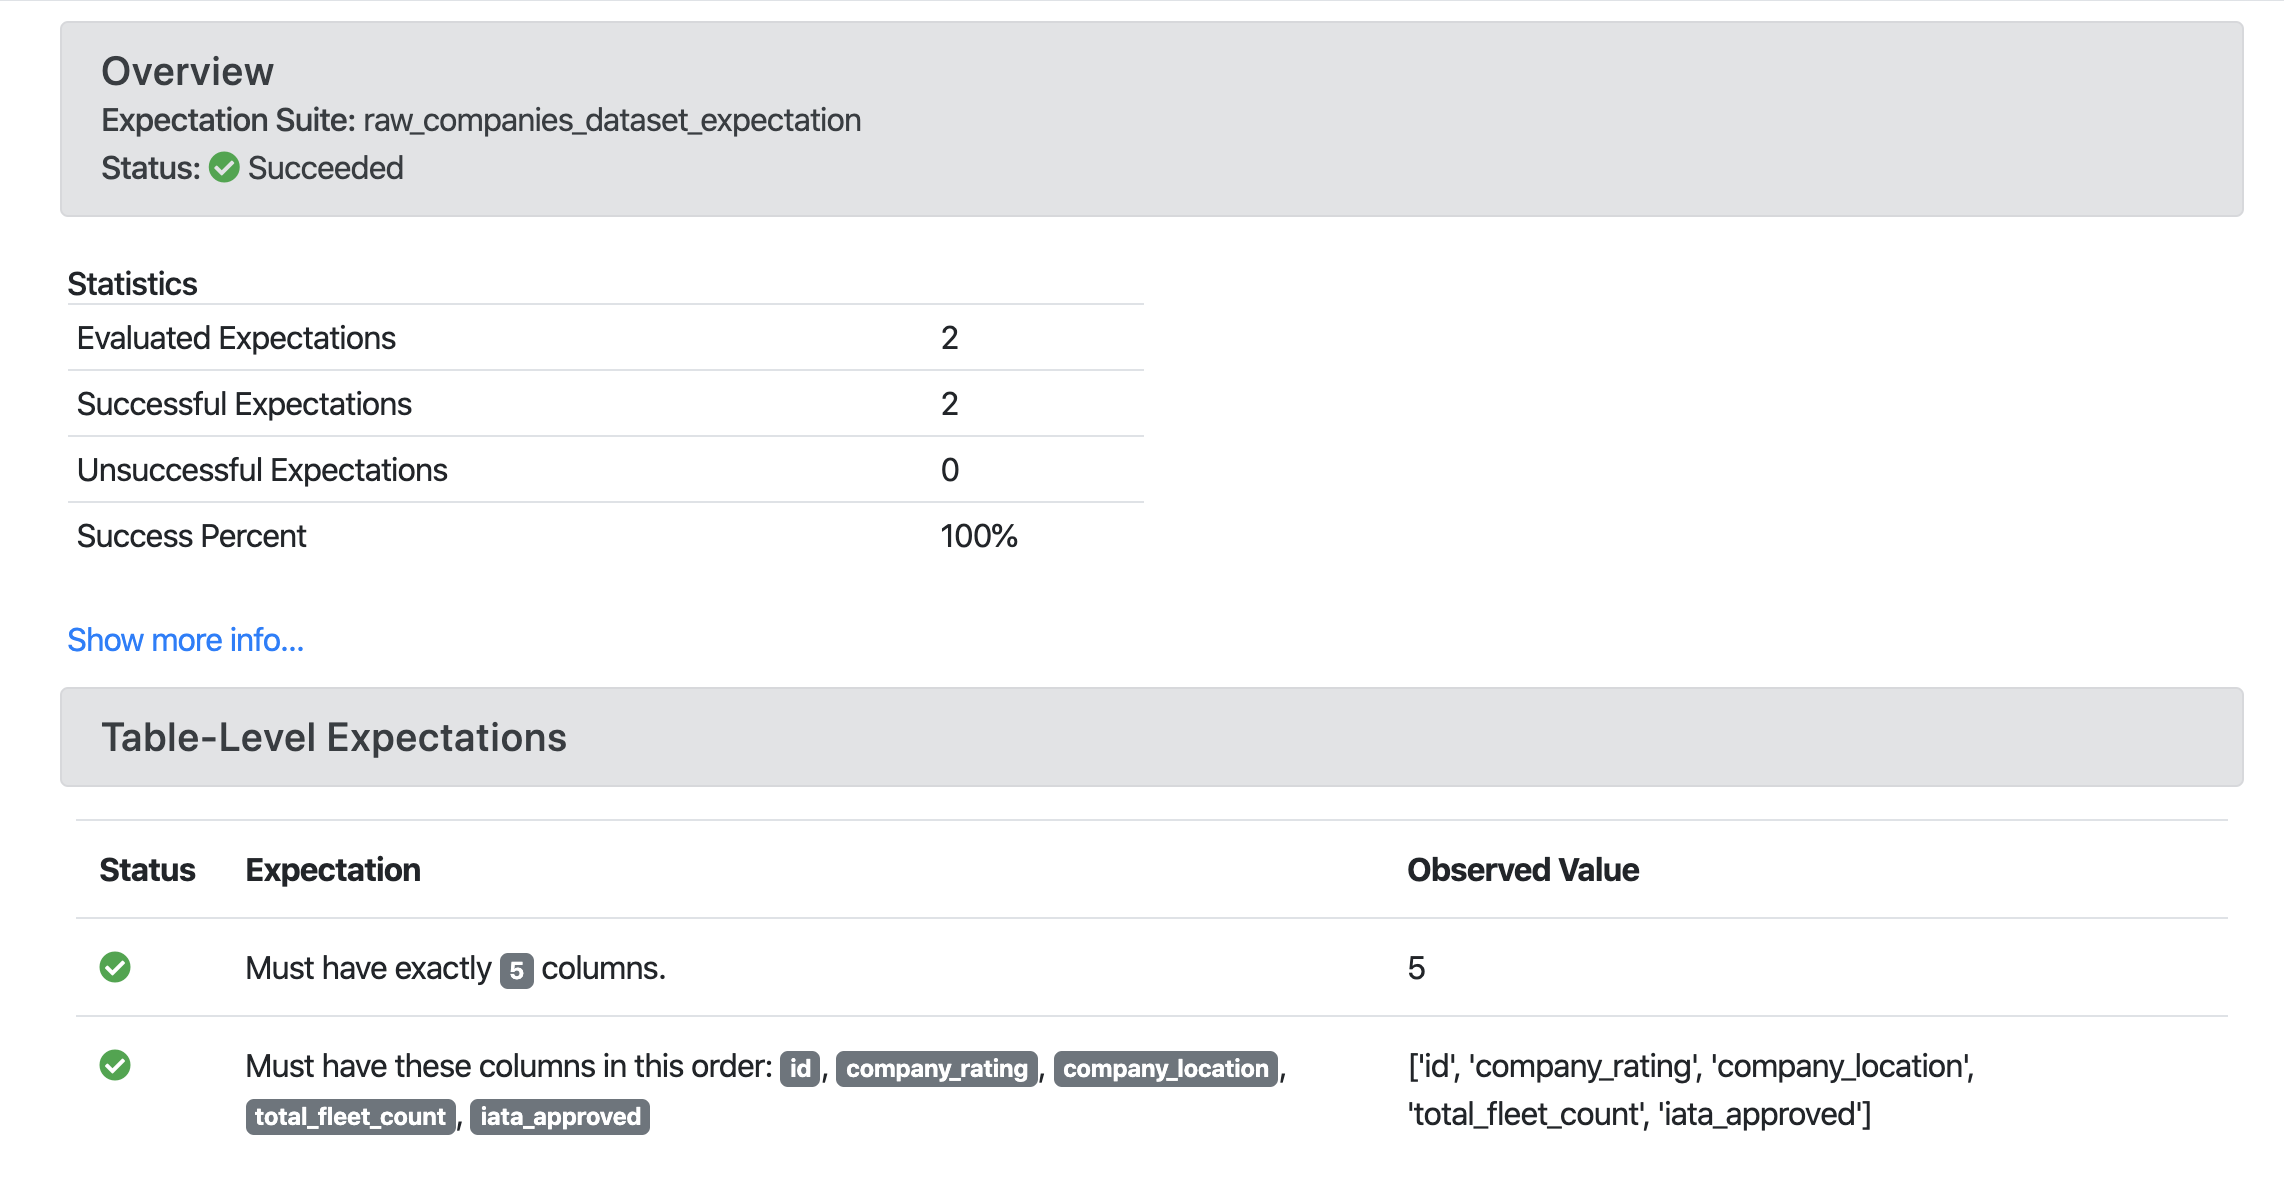 Overview
Expectation Suite: raw_companies_dataset_expectation
Status: Succeeded
Statistics
Evaluated Expectations 2
Successful Expectations 2
Unsuccessful Expectations 0
Success Percent 100%
Show more info...
Table-Level Expectations
Status Expectation Observed Value
Must have exactly 5 columns. 5
Must have these columns in this order: id, company_rating, company_location, ['id', 'company_rating', 'company_location',
total_fleet_count, iata_approved 'total_fleet_count', 'iata_approved']